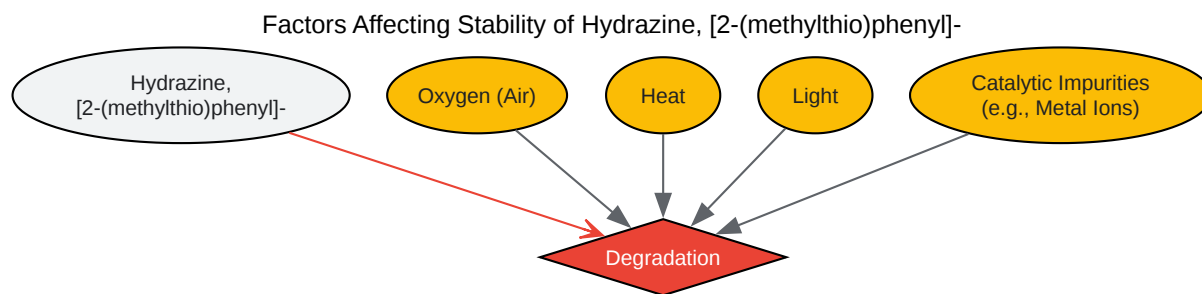 Factors Affecting Stability of Hydrazine, [2-(methylthio)phenyl]-
Hydrazine,
[2-(methylthio)phenyl]-
Oxygen (Air)
Heat
Light
Catalytic Impurities
(e.g., Metal Ions)
Degradation